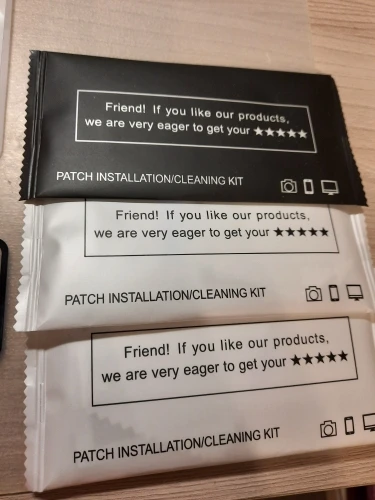 Friend! If you like our products,
we are very eager to get your ★★★★★
PATCH INSTALLATION/CLEANING KIT
Friend! If you like our products,
we are very eager to get your ★★★★★
PATCH INSTALLATION/CLEANING KIT
Friend! If you like our products,
we are very eager to get your ★★★★★
PATCH INSTALLATION/CLEANING KIT